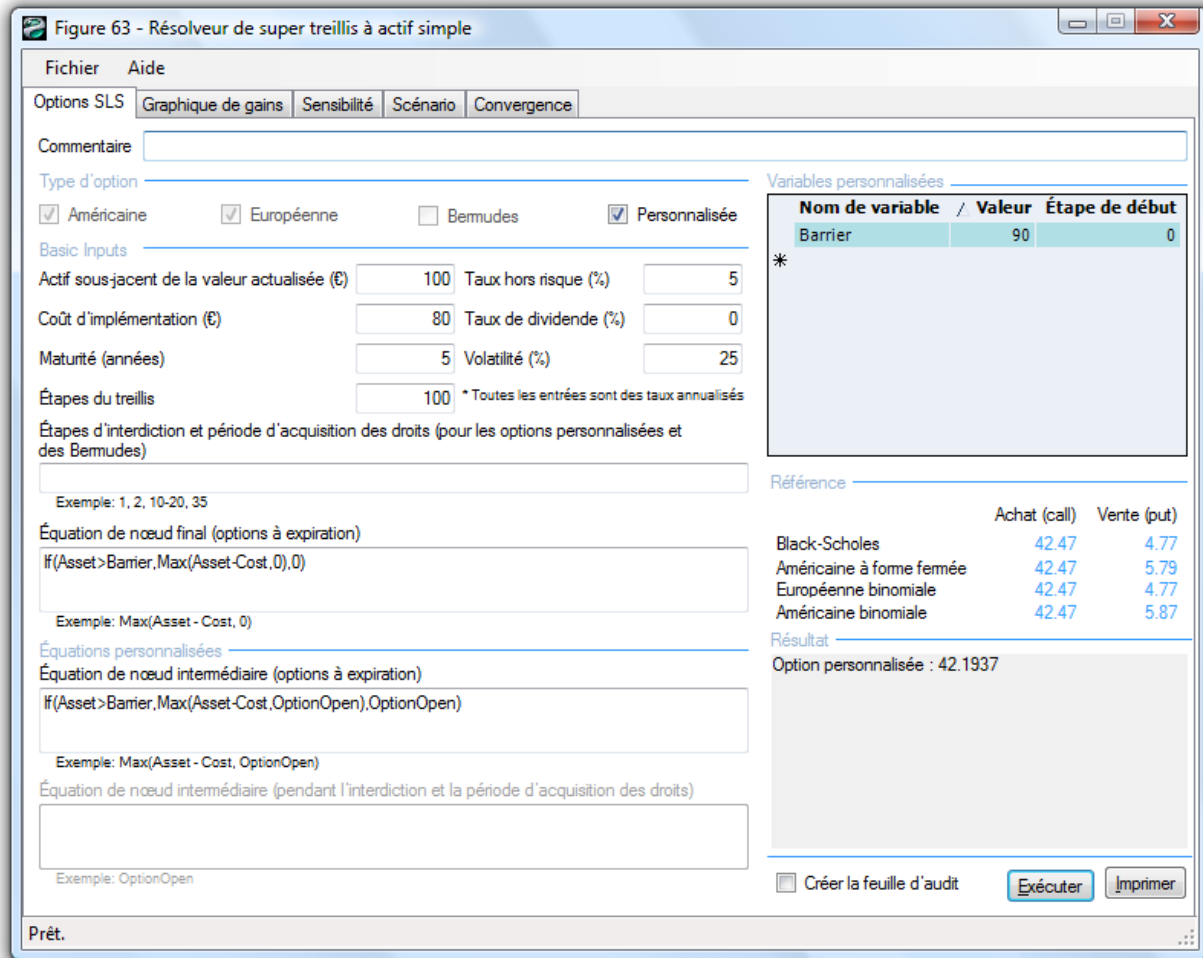 Figure 63 - Résolveur de super treillis à actif simple
Fichier Aide
Options SLS Graphique de gains Sensibilité Scénario Convergence
Commentaire
Type d'option
Américaine Européenne Bermudes Personnalisée
Basic Inputs
Actif sous-jacent de la valeur actualisée (€) 100 Taux hors risque (%) 5
Coût d'implémentation (€) 80 Taux de dividende (%) 0
Maturité (années) 5 Volatilité (%) 25
Étapes du treillis 100 * Toutes les entrées sont des taux annualisés
Étapes d'interdiction et période d'acquisition des droits (pour les options personnalisées et
des Bermudes)
Exemple: 1, 2, 10-20, 35
Équation de nœud final (options à expiration)
If(Asset>Barrier,Max(Asset-Cost,0),0)
Exemple: Max(Asset - Cost, 0)
Équations personnalisées
Équation de nœud intermédiaire (options à expiration)
If(Asset>Barrier,Max(Asset-Cost,OptionOpen),OptionOpen)
Exemple: Max(Asset - Cost, OptionOpen)
Équation de nœud intermédiaire (pendant l'interdiction et la période d'acquisition des droits)
Exemple: OptionOpen
Variables personnalisées
Nom de variable Valeur Étape de début
Barrier 90 0
*
Référence
Achat (call) Vente (put)
Black-Scholes 42.47 4.77
Américaine à forme fermée 42.47 5.79
Européenne binomiale 42.47 4.77
Américaine binomiale 42.47 5.87
Résultat
Option personnalisée : 42.1937
Créer la feuille d'audit Exécuter Imprimer
Prêt.